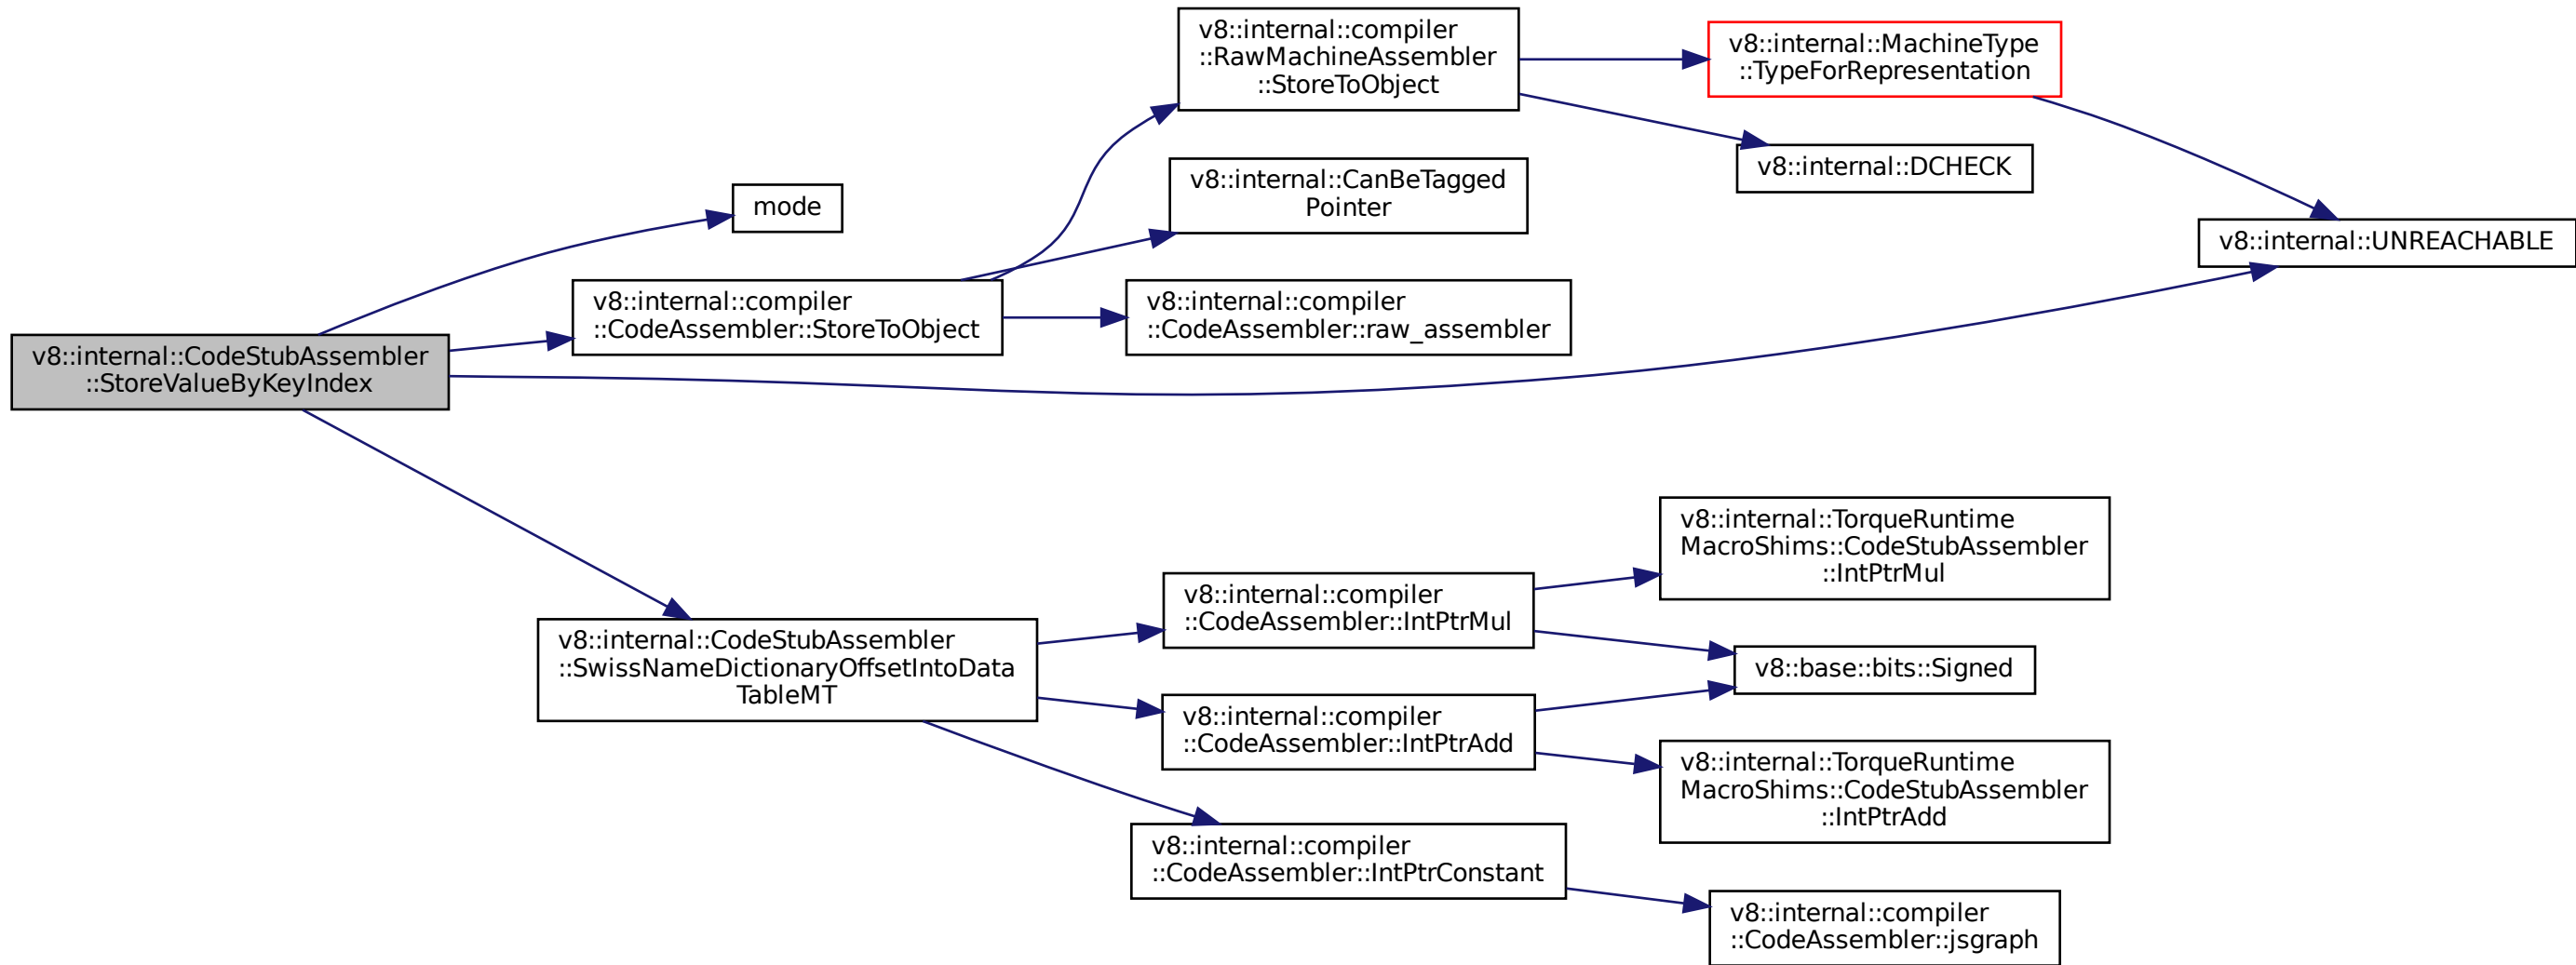 v8::internal::compiler
::RawMachineAssembler
::StoreToObject
v8::internal::MachineType
::TypeForRepresentation
v8::internal::DCHECK
v8::internal::CanBeTagged
Pointer
mode
v8::internal::UNREACHABLE
v8::internal::compiler
::CodeAssembler::StoreToObject
v8::internal::compiler
::CodeAssembler::raw_assembler
v8::internal::CodeStubAssembler
::StoreValueByKeyIndex
v8::internal::TorqueRuntime
MacroShims::CodeStubAssembler
::IntPtrMul
v8::internal::compiler
::CodeAssembler::IntPtrMul
v8::internal::CodeStubAssembler
::SwissNameDictionaryOffsetIntoData
TableMT
v8::base::bits::Signed
v8::internal::compiler
::CodeAssembler::IntPtrAdd
v8::internal::TorqueRuntime
MacroShims::CodeStubAssembler
::IntPtrAdd
v8::internal::compiler
::CodeAssembler::IntPtrConstant
v8::internal::compiler
::CodeAssembler::jsgraph